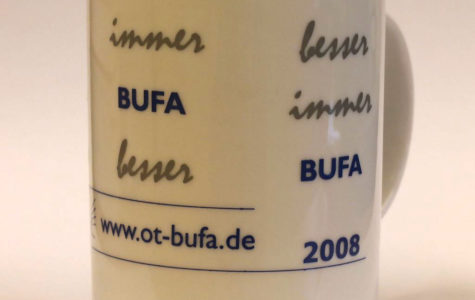 immer
BUFA
besser
www.ot-bufa.de
besser
immer
BUFA
2008